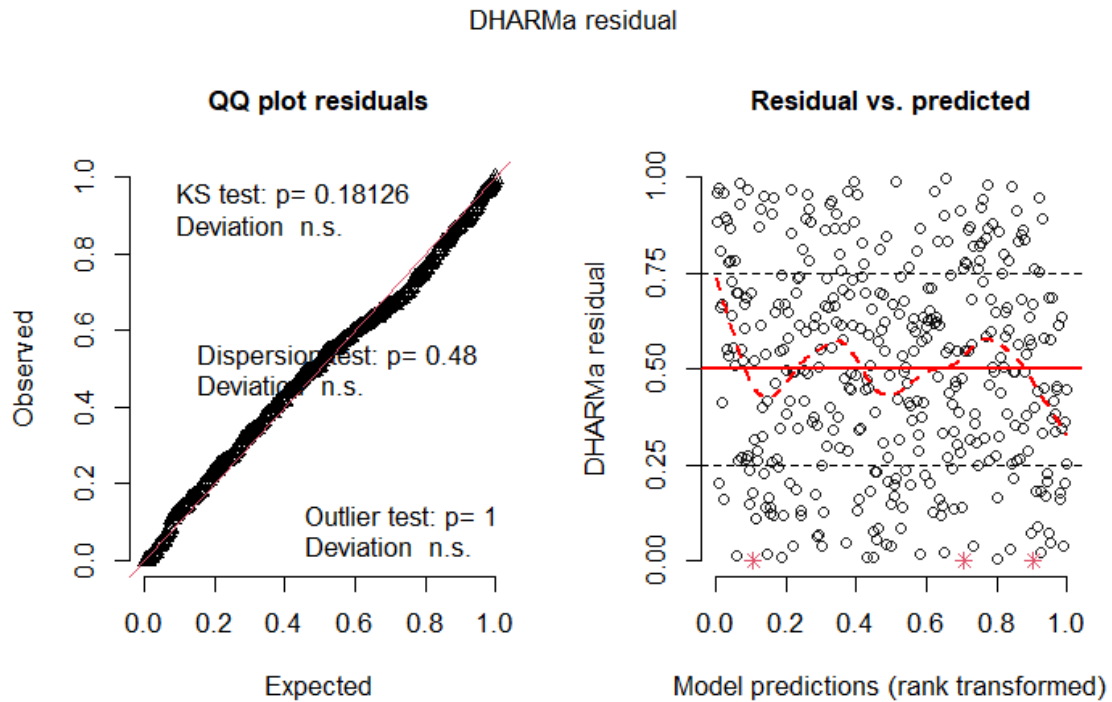 DHARMa residual
QQ plot residuals
KS test: p= 0.18126
Deviation n.s.
Dispersion test: p= 0.48
Deviation n.s.
Outlier test: p= 1
Deviation n.s.
Observed
0.0 0.2 0.4 0.6 0.8 1.0
0.0 0.2 0.4 0.6 0.8 1.0
Expected
Residual vs. predicted
DHARMa residual
0.00 0.25 0.50 0.75 1.00
0.0 0.2 0.4 0.6 0.8 1.0
Model predictions (rank transformed)